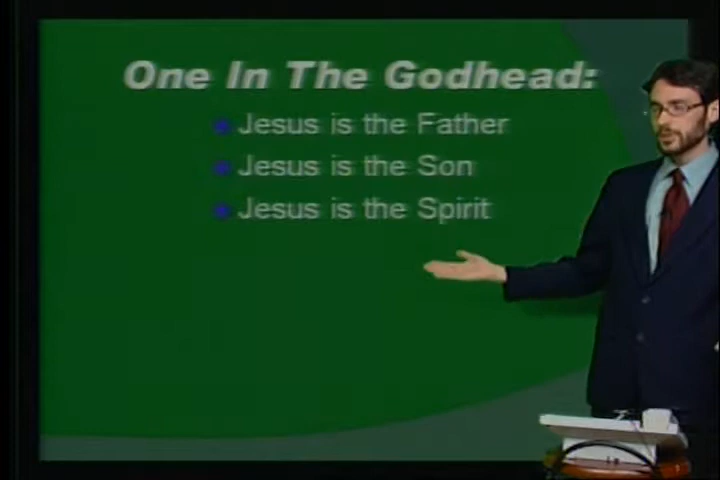 One In The Godhead:
Jesus is the Father
Jesus is the Son
Jesus is the Spirit